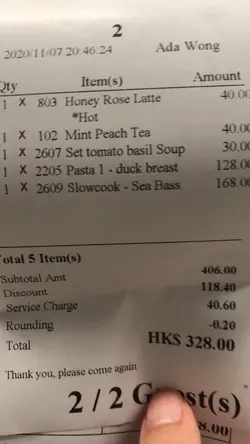 2
2020/11/07 20:46:24 Ada Wong
Qty Item(s) Amount
1 X 803 Honey Rose Latte 40.00
*Hot
1 X 102 Mint Peach Tea 40.00
1 X 2607 Set tomato basil Soup 30.00
1 X 2205 Pasta 1 - duck breast 128.00
1 X 2609 Slowcook - Sea Bass 168.00
Total 5 Item(s)
Subtotal Amt 406.00
Discount 118.40
Service Charge 40.60
Rounding -0.20
Total HK$ 328.00
Thank you, please come again
2 / 2 G st(s)
8.00